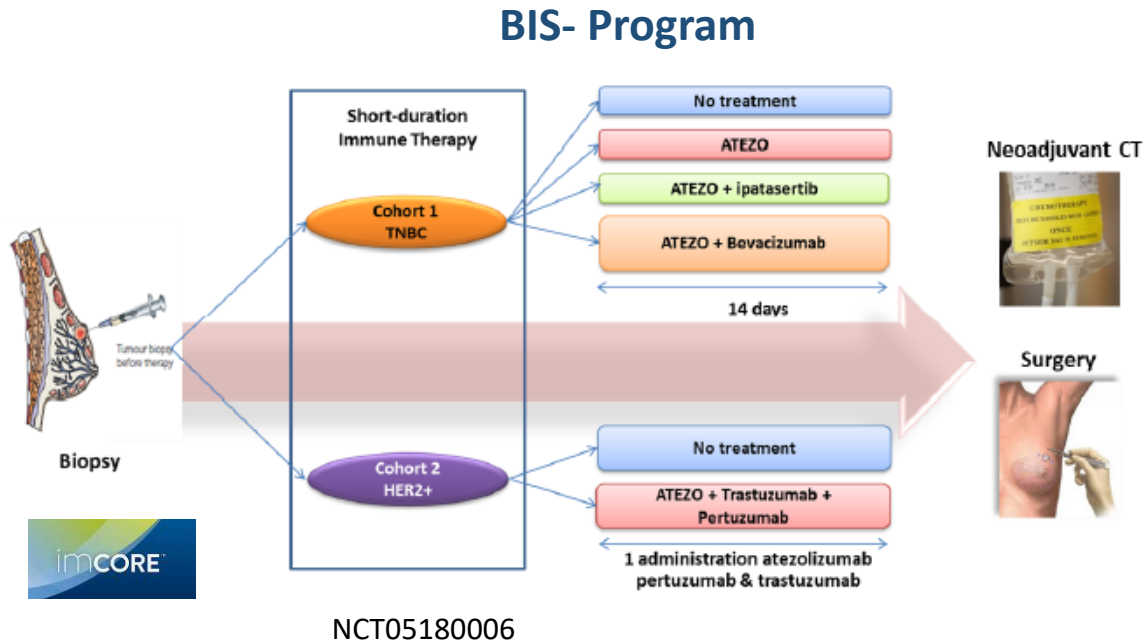 BIS- Program
Short-duration
Immune Therapy
No treatment
ATEZO
ATEZO + ipatasertib
ATEZO + Bevacizumab
14 days
Cohort 1
TNBC
Neoadjuvant CT
CHEMOTHERAPY
ONCE
Tumour biopsy
before therapy
Biopsy
Surgery
Cohort 2
HER2+
No treatment
ATEZO + Trastuzumab +
Pertuzumab
1 administration atezolizumab
pertuzumab & trastuzumab
imCORE
NCT05180006